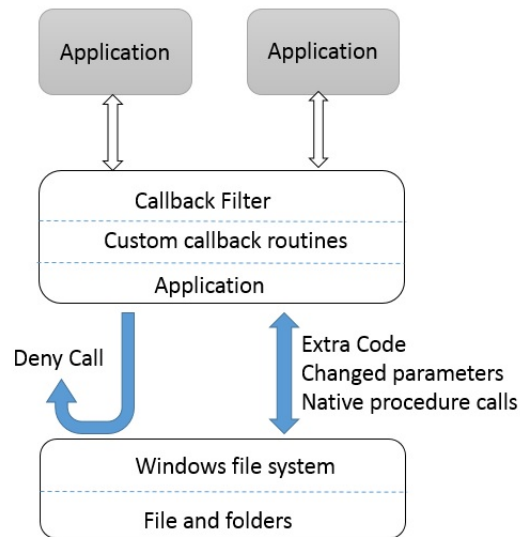 Application
Application
Callback Filter
Custom callback routines
Application
Deny Call
Extra Code
Changed parameters
Native procedure calls
Windows file system
File and folders